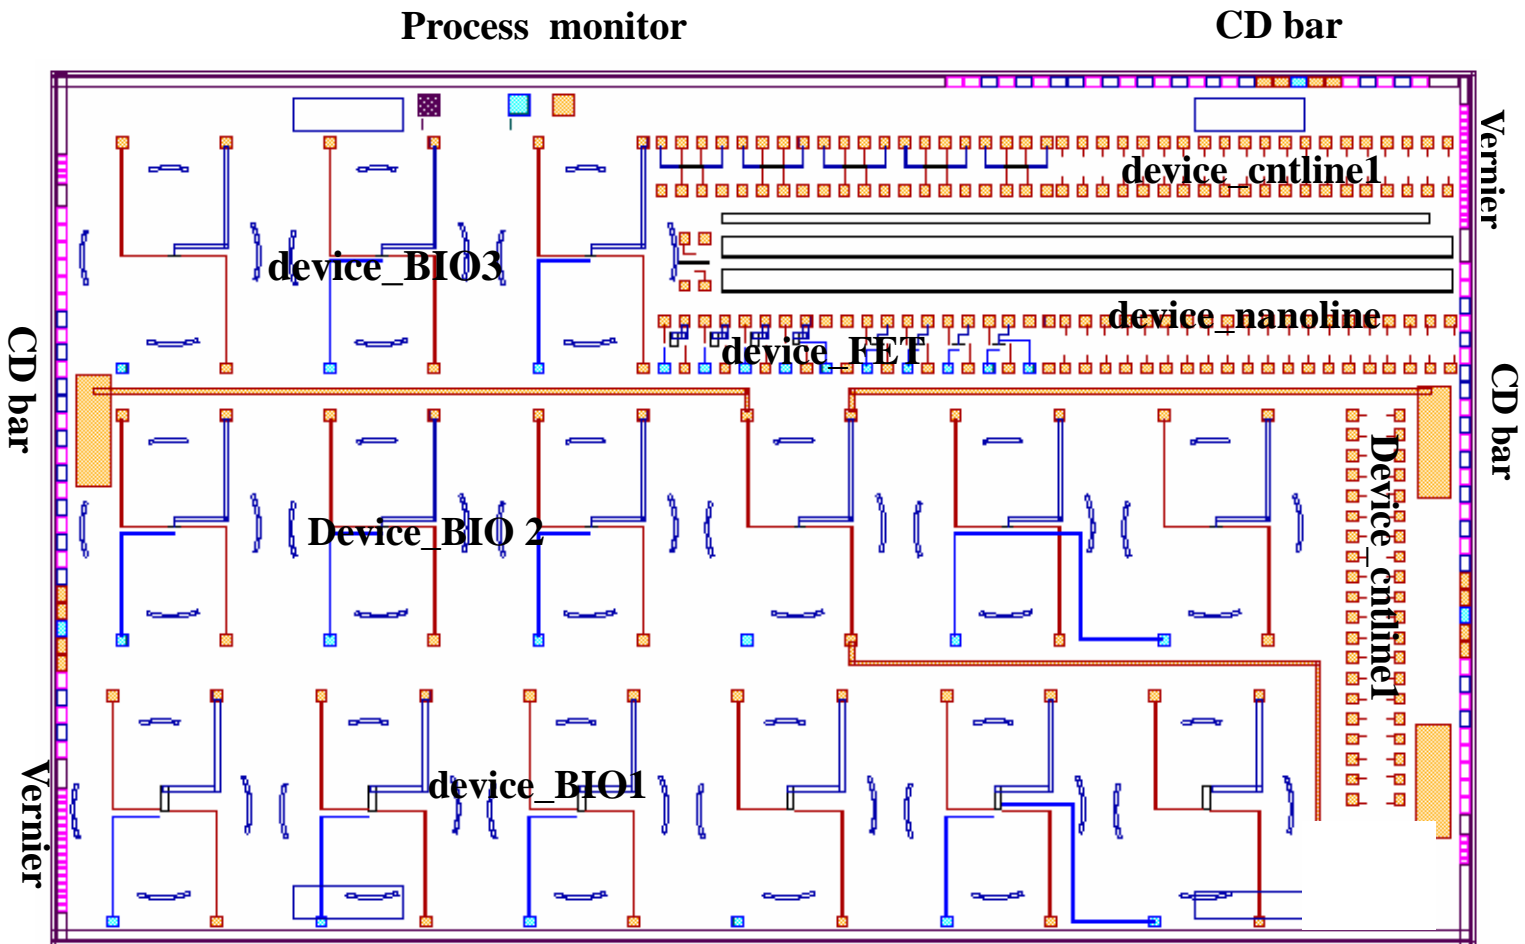 Process monitor
CD bar
Vernier
device_cntline1
device_BIO3
device_nanoline
device_FET
CD bar
CD bar
Device_cntline1
Device_BIO 2
device_BIO1
Vernier